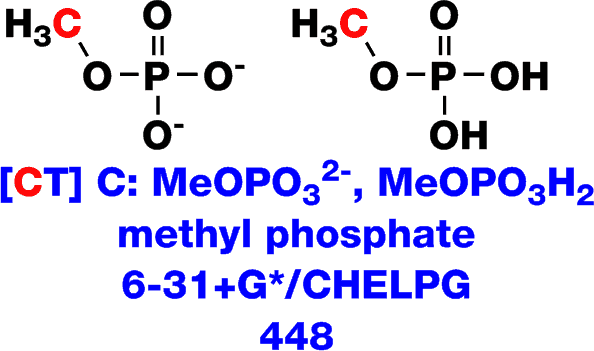 H₃C O H₃C O
O–P–O⁻ O–P–OH
O⁻ OH
[CT] C: MeOPO₃²⁻, MeOPO₃H₂
methyl phosphate
6-31+G*/CHELPG
448